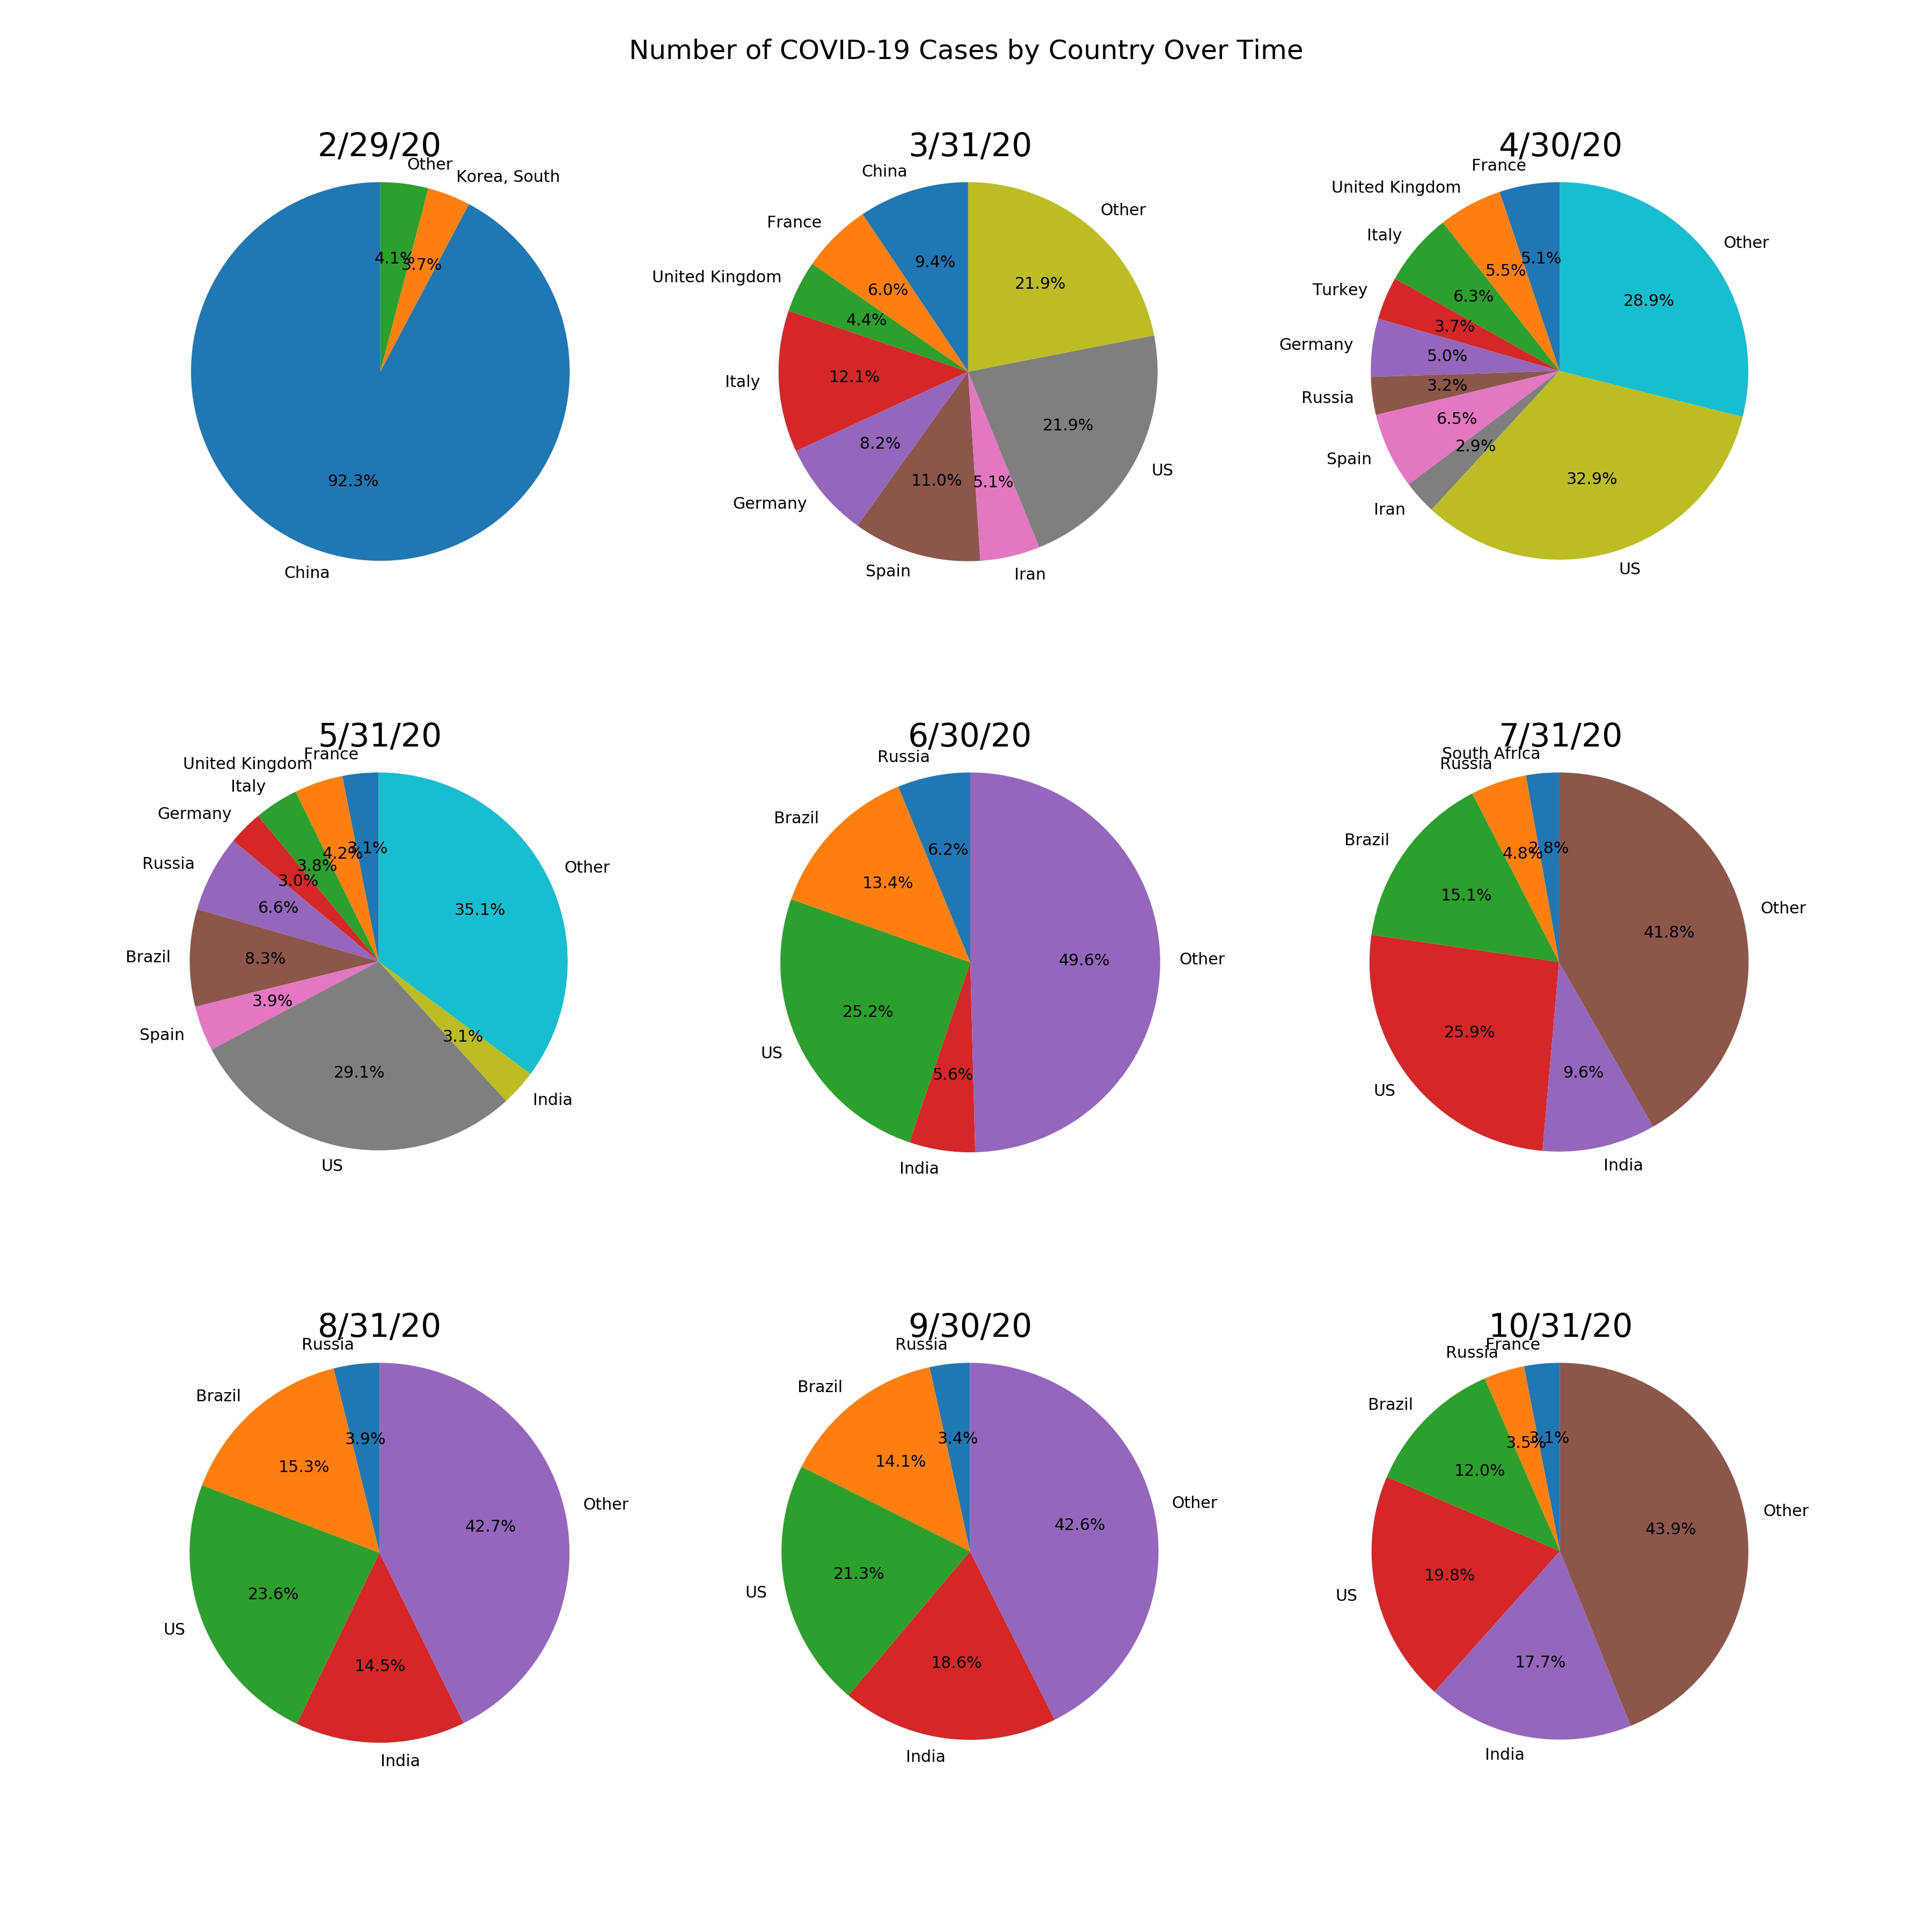 Number of COVID-19 Cases by Country Over Time
2/29/20
Other
Korea, South
4.1%
3.7%
92.3%
China
3/31/20
China
France
Other
United Kingdom
9.4%
21.9%
6.0%
4.4%
Italy
12.1%
21.9%
8.2%
US
Germany
11.0%
5.1%
Spain
Iran
4/30/20
France
United Kingdom
Italy
Other
5.1%
5.5%
Turkey
6.3%
28.9%
3.7%
Germany
5.0%
3.2%
Russia
6.5%
2.9%
Spain
32.9%
Iran
US
5/31/20
France
United Kingdom
Italy
Germany
3.1%
4.2%
3.8%
3.0%
Russia
Other
6.6%
35.1%
Brazil
8.3%
3.9%
Spain
3.1%
29.1%
India
US
6/30/20
Russia
Brazil
6.2%
13.4%
49.6%
Other
25.2%
US
5.6%
India
7/31/20
South Africa
Russia
Brazil
2.8%
4.8%
15.1%
Other
41.8%
25.9%
9.6%
US
India
8/31/20
Russia
Brazil
3.9%
15.3%
Other
42.7%
23.6%
US
14.5%
India
9/30/20
Russia
Brazil
3.4%
14.1%
Other
42.6%
21.3%
US
18.6%
India
10/31/20
France
Russia
Brazil
3.1%
3.5%
12.0%
Other
43.9%
19.8%
US
17.7%
India